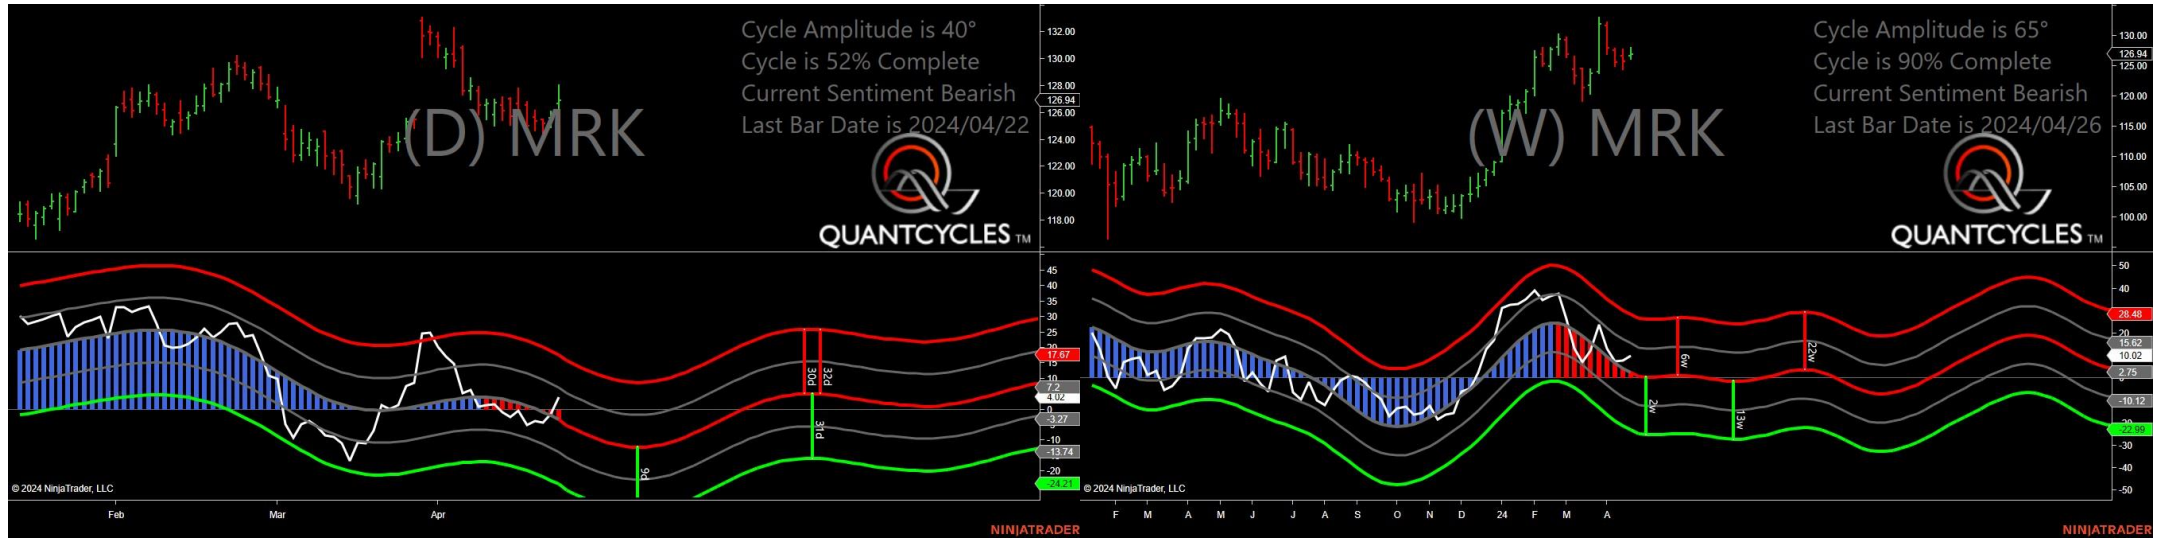 Cycle Amplitude is 40°
Cycle is 52% Complete
Current Sentiment Bearish
Last Bar Date is 2024/04/22
(D) MRK
QUANTCYCLES TM
132.00
130.00
128.00
126.94
126.00
124.00
122.00
120.00
118.00
45
40
35
30
25
20
17.67
10
7.2
4.02
0
-3.27
-10
-13.74
-20
-24.21
30d
32d
31d
9d
© 2024 NinjaTrader, LLC
Feb
Mar
Apr
NINJATRADER
Cycle Amplitude is 65°
Cycle is 90% Complete
Current Sentiment Bearish
Last Bar Date is 2024/04/26
(W) MRK
QUANTCYCLES TM
130.00
126.94
125.00
120.00
115.00
110.00
105.00
100.00
50
40
28.48
20
15.62
10.02
2.75
-10.12
-22.99
-30
-40
-50
6w
22w
2w
13w
© 2024 NinjaTrader, LLC
F
M
A
M
J
J
A
S
O
N
D
24
F
M
A
NINJATRADER